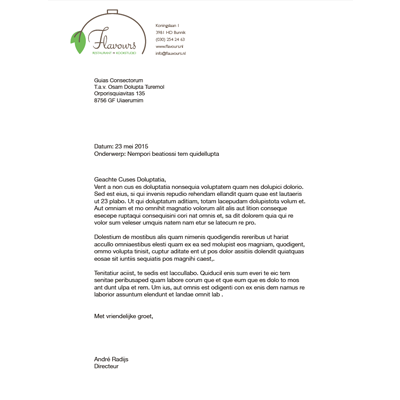 Flavours
Koningslaan 1
3981 HD Bunnik
(030) 254 24 63
www.flavours.nl
info@flavours.nl
Guias Consectorum
T.a.v. Osam Dolupta Turemol
Orporisquiavitas 135
8756 GF Uiaerumim
Datum: 23 mei 2015
Onderwerp: Nempori beatiossi tem quidellupta
Geachte Cuses Doluptatia,
Vent a non cus es doluptatia nonsequia voluptatem quam nes dolupici dolorio.
Sed est eius, si qui invenis repudio rehendam ellandit quam quae est lautaeris
ut 23 plabo. Ut qui doluptatum aditiam, totam lacepudam dolupistota volum et.
Aut omniam et mo omnihit magnatio volorum alit alis aut lition conseque
esecepe ruptaqui consequisini cori nat omnis et, sa dit dolorem quia qui re
volor sum veleser umquis natem nam etur se latecum re pro.
Dolestium de mostibus alis quam nimenis quodigendis rereribus ut hariat
accullo omniaestibus elesti quam ex ea sed molupist eos magniam, quodigent,
ommo volupta tinisit, cuptur aditate ent ut pos dolor assitiis dolendit quiatquas
eosae sit iuntiis sequiatis pos magnihi caest,.
Tenitatiur aciist, te sedis est laccullabo. Quiducil enis sum everi te eic tem
senitae peribusaped quam labore corum que et que eum que es dolo to mos
ant dunt ulpa et rem. Um ius, aut omnis est odigenti con ex enis dem namus re
laborior assuntum elendunt et landae omnit lab .
Met vriendelijke groet,
André Radijs
Directeur